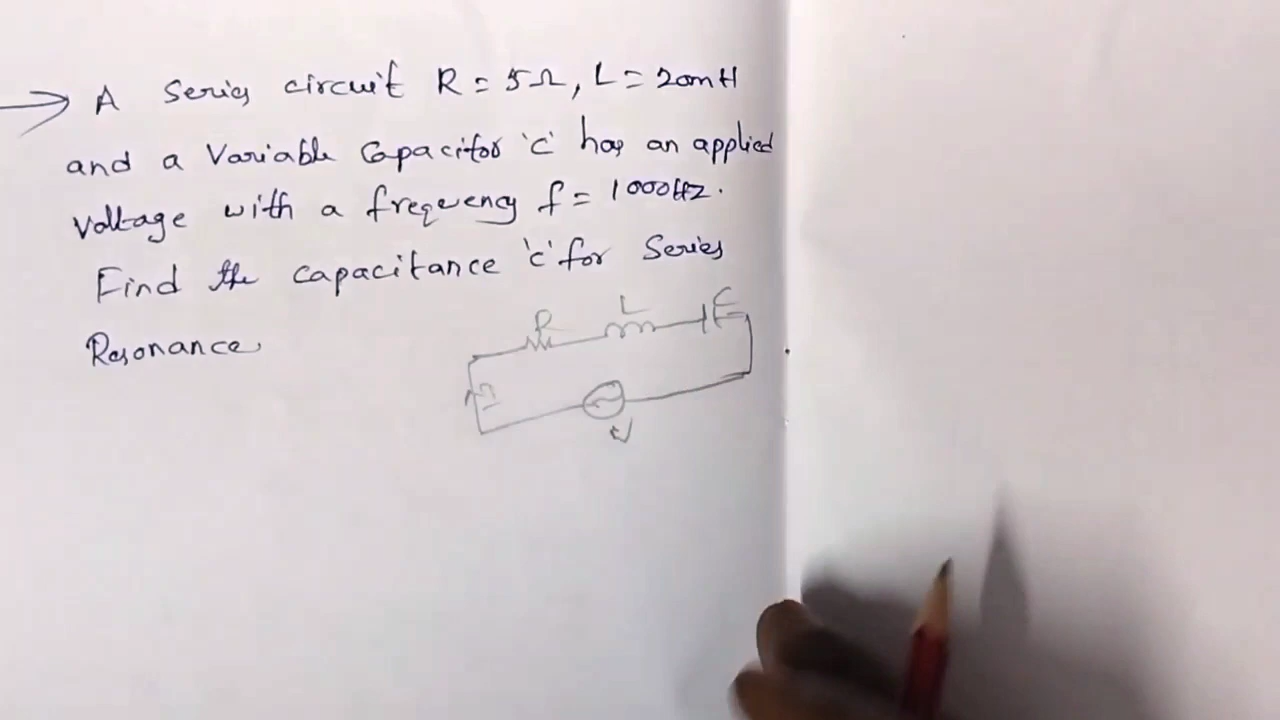 A Series circuit R = 5Ω, L = 20mH
and a Variable Capacitor 'C' has an applied
Voltage with a frequency f = 1000Hz.
Find the capacitance 'c' for Series
Resonance
R L C